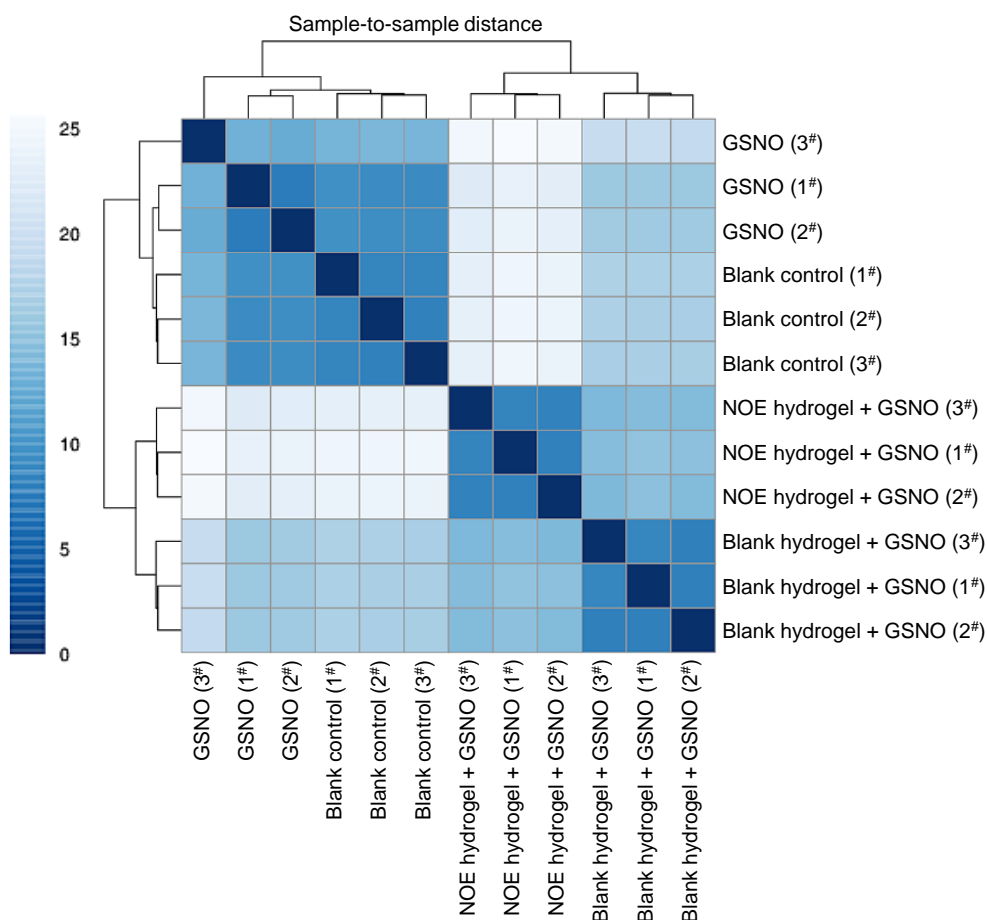 Sample-to-sample distance
25
20
15
10
5
0
GSNO (3#)
GSNO (1#)
GSNO (2#)
Blank control (1#)
Blank control (2#)
Blank control (3#)
NOE hydrogel + GSNO (3#)
NOE hydrogel + GSNO (1#)
NOE hydrogel + GSNO (2#)
Blank hydrogel + GSNO (3#)
Blank hydrogel + GSNO (1#)
Blank hydrogel + GSNO (2#)
GSNO (3#)
GSNO (1#)
GSNO (2#)
Blank control (1#)
Blank control (2#)
Blank control (3#)
NOE hydrogel + GSNO (3#)
NOE hydrogel + GSNO (1#)
NOE hydrogel + GSNO (2#)
Blank hydrogel + GSNO (3#)
Blank hydrogel + GSNO (1#)
Blank hydrogel + GSNO (2#)